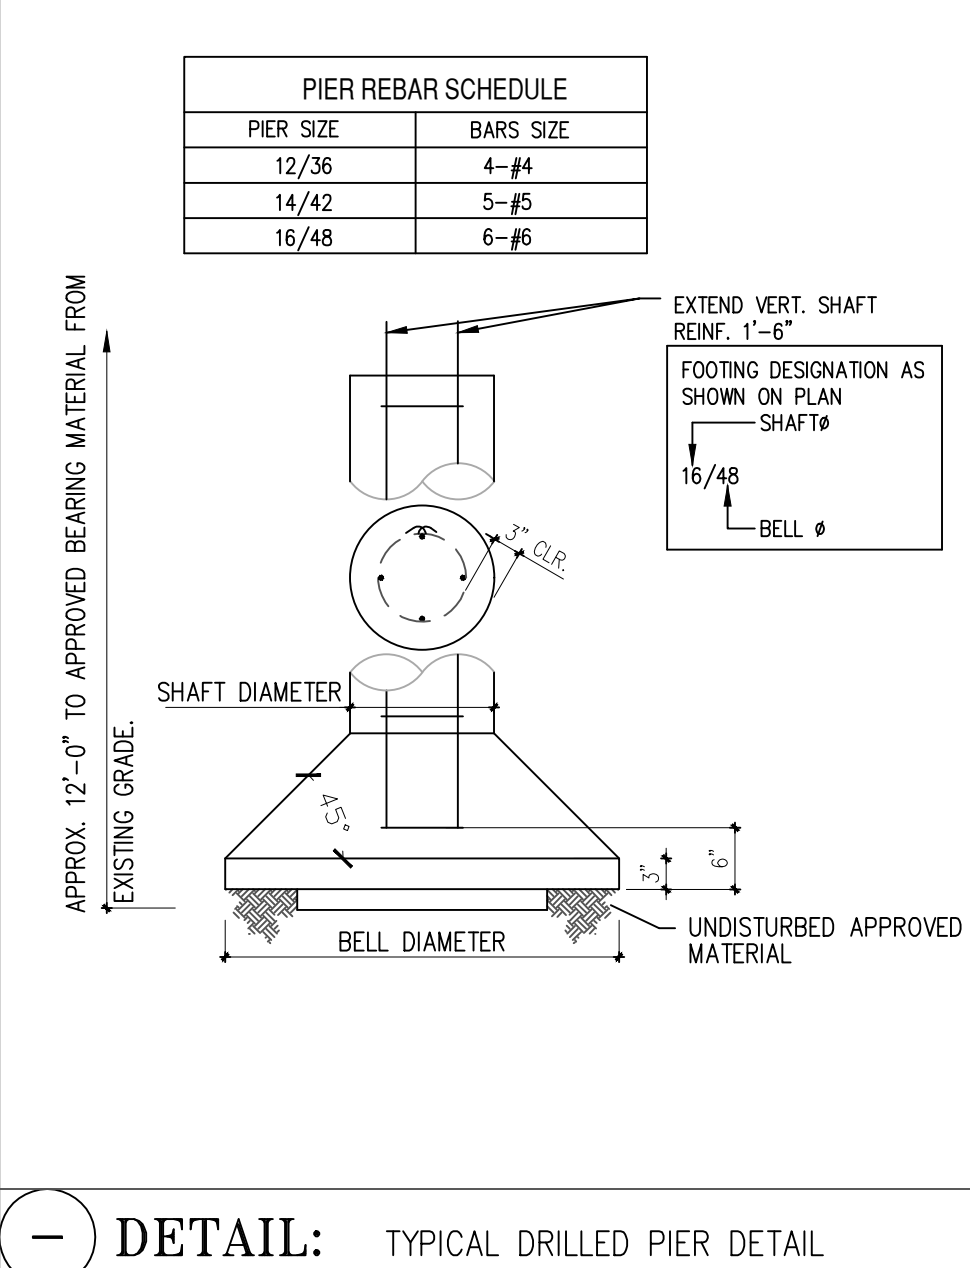 PIER REBAR SCHEDULE
PIER SIZE BARS SIZE
12/36 4-#4
14/42 5-#5
16/48 6-#6
EXTEND VERT. SHAFT
REINF. 1'-6"
FOOTING DESIGNATION AS
SHOWN ON PLAN
SHAFTø
16/48
BELL ø
APPROX. 12'-0" TO APPROVED BEARING MATERIAL FROM
EXISTING GRADE.
3" CLR.
SHAFT DIAMETER
45°
3"
6"
UNDISTURBED APPROVED
MATERIAL
BELL DIAMETER
DETAIL: TYPICAL DRILLED PIER DETAIL